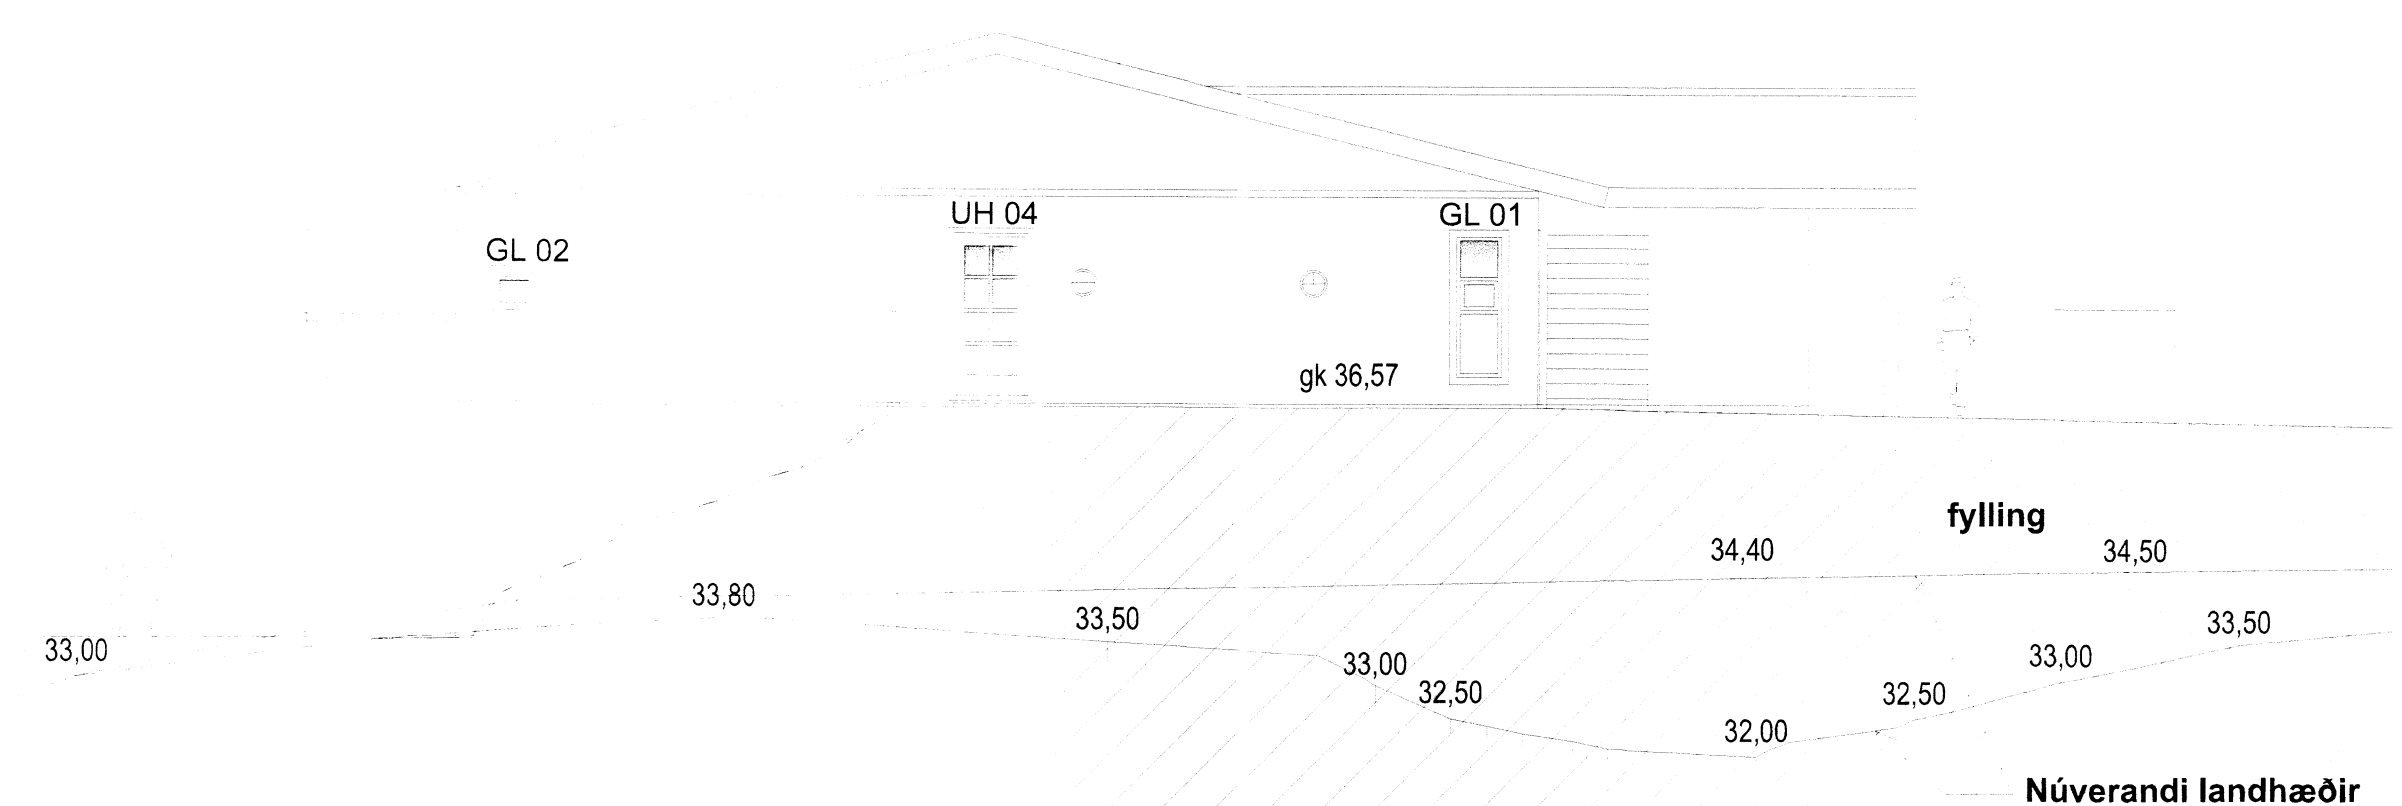 UH 04
GL 01
GL 02
gk 36,57
fylling
34,40
34,50
33,80
33,50
33,50
33,00
33,00
33,00
32,50
32,50
32,00
Núverandi landhæðir